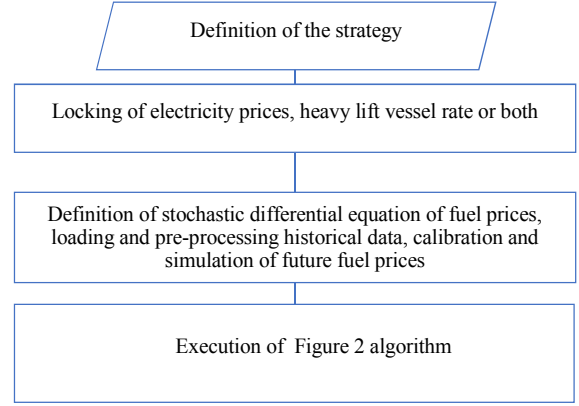 Definition of the strategy
Locking of electricity prices, heavy lift vessel rate or both
Definition of stochastic differential equation of fuel prices,
loading and pre-processing historical data, calibration and
simulation of future fuel prices
Execution of Figure 2 algorithm